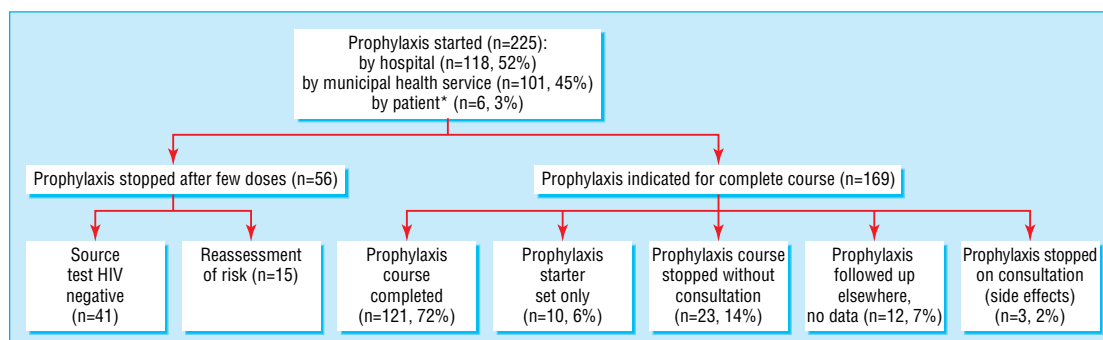 Prophylaxis started (n=225):
by hospital (n=118, 52%)
by municipal health service (n=101, 45%)
by patient* (n=6, 3%)
Prophylaxis stopped after few doses (n=56)
Prophylaxis indicated for complete course (n=169)
Source
test HIV
negative
(n=41)
Reassessment
of risk (n=15)
Prophylaxis
course
completed
(n=121, 72%)
Prophylaxis
starter
set only
(n=10, 6%)
Prophylaxis course
stopped without
consultation
(n=23, 14%)
Prophylaxis
followed up
elsewhere,
no data (n=12, 7%)
Prophylaxis stopped
on consultation
(side effects)
(n=3, 2%)